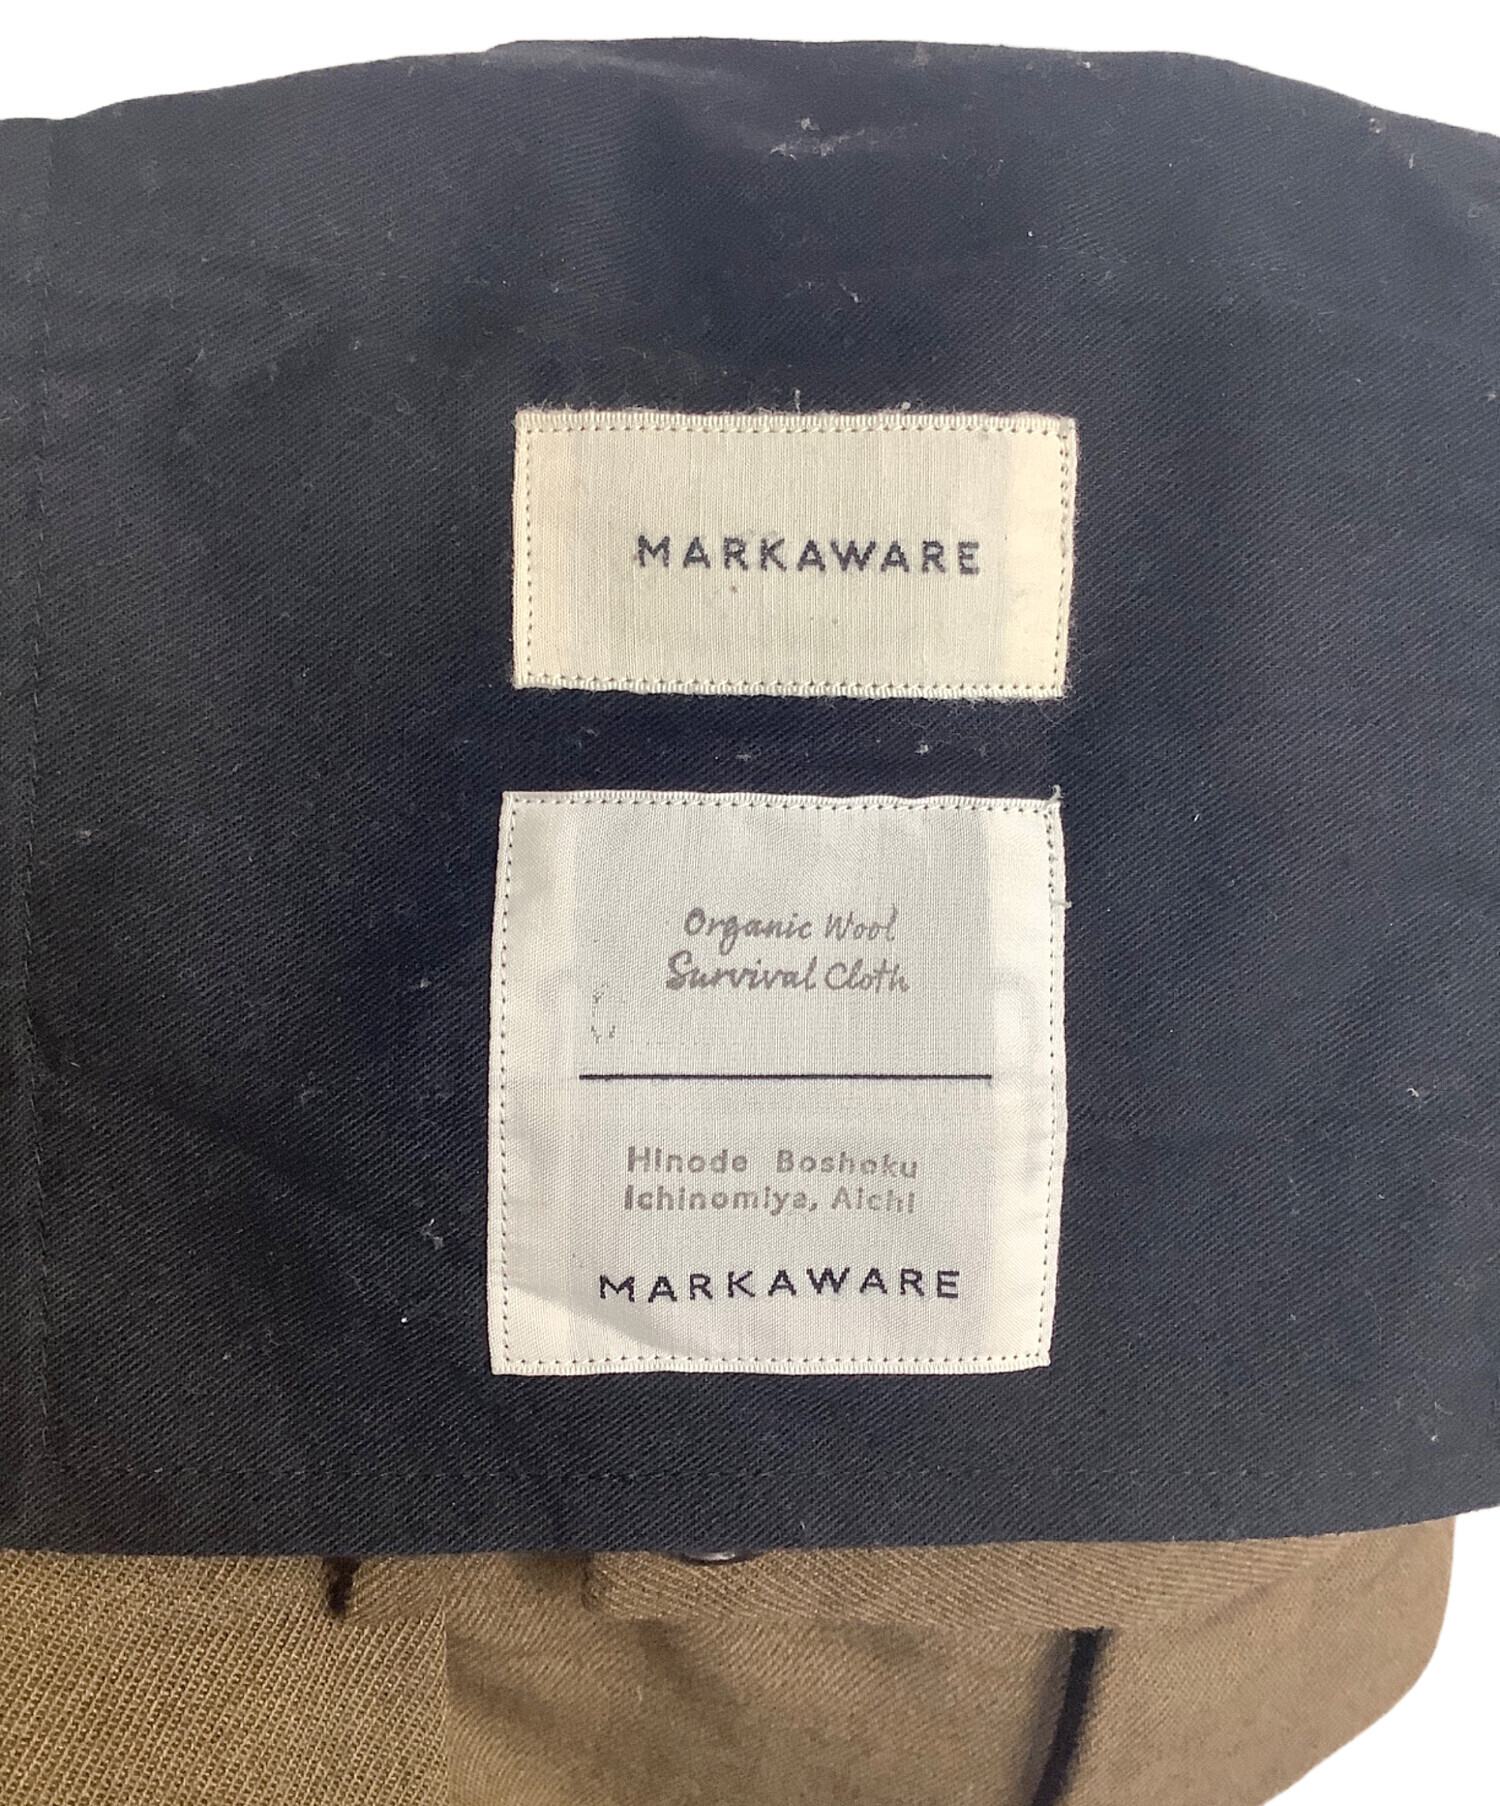 MARKAWARE
Organic Wool
Survival Cloth
Hinode Boshoku
Ichinomiya, Aichi
MARKAWARE